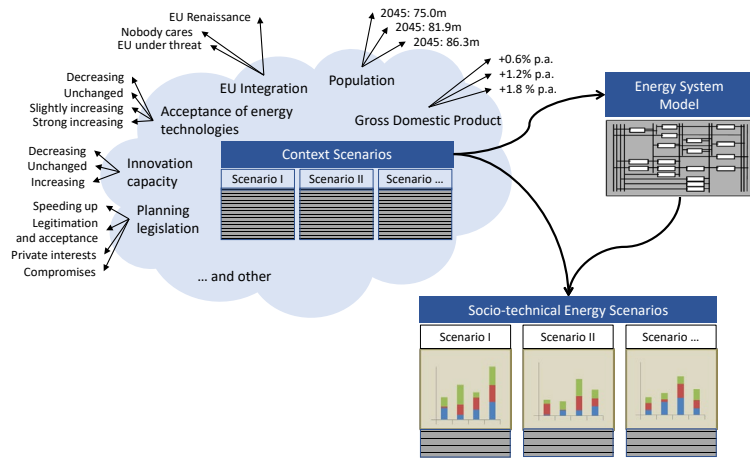 EU Renaissance
Nobody cares
EU under threat
EU Integration
2045: 75.0m
2045: 81.9m
2045: 86.3m
Population
+0.6% p.a.
+1.2% p.a.
+1.8 % p.a.
Gross Domestic Product
Decreasing
Unchanged
Slightly increasing
Strong increasing
Acceptance of energy
technologies
Decreasing
Unchanged
Increasing
Innovation
capacity
Speeding up
Legitimation
and acceptance
Private interests
Compromises
Planning
legislation
... and other
Context Scenarios
Scenario I
Scenario II
Scenario ...
Energy System
Model
Socio-technical Energy Scenarios
Scenario I
Scenario II
Scenario ...